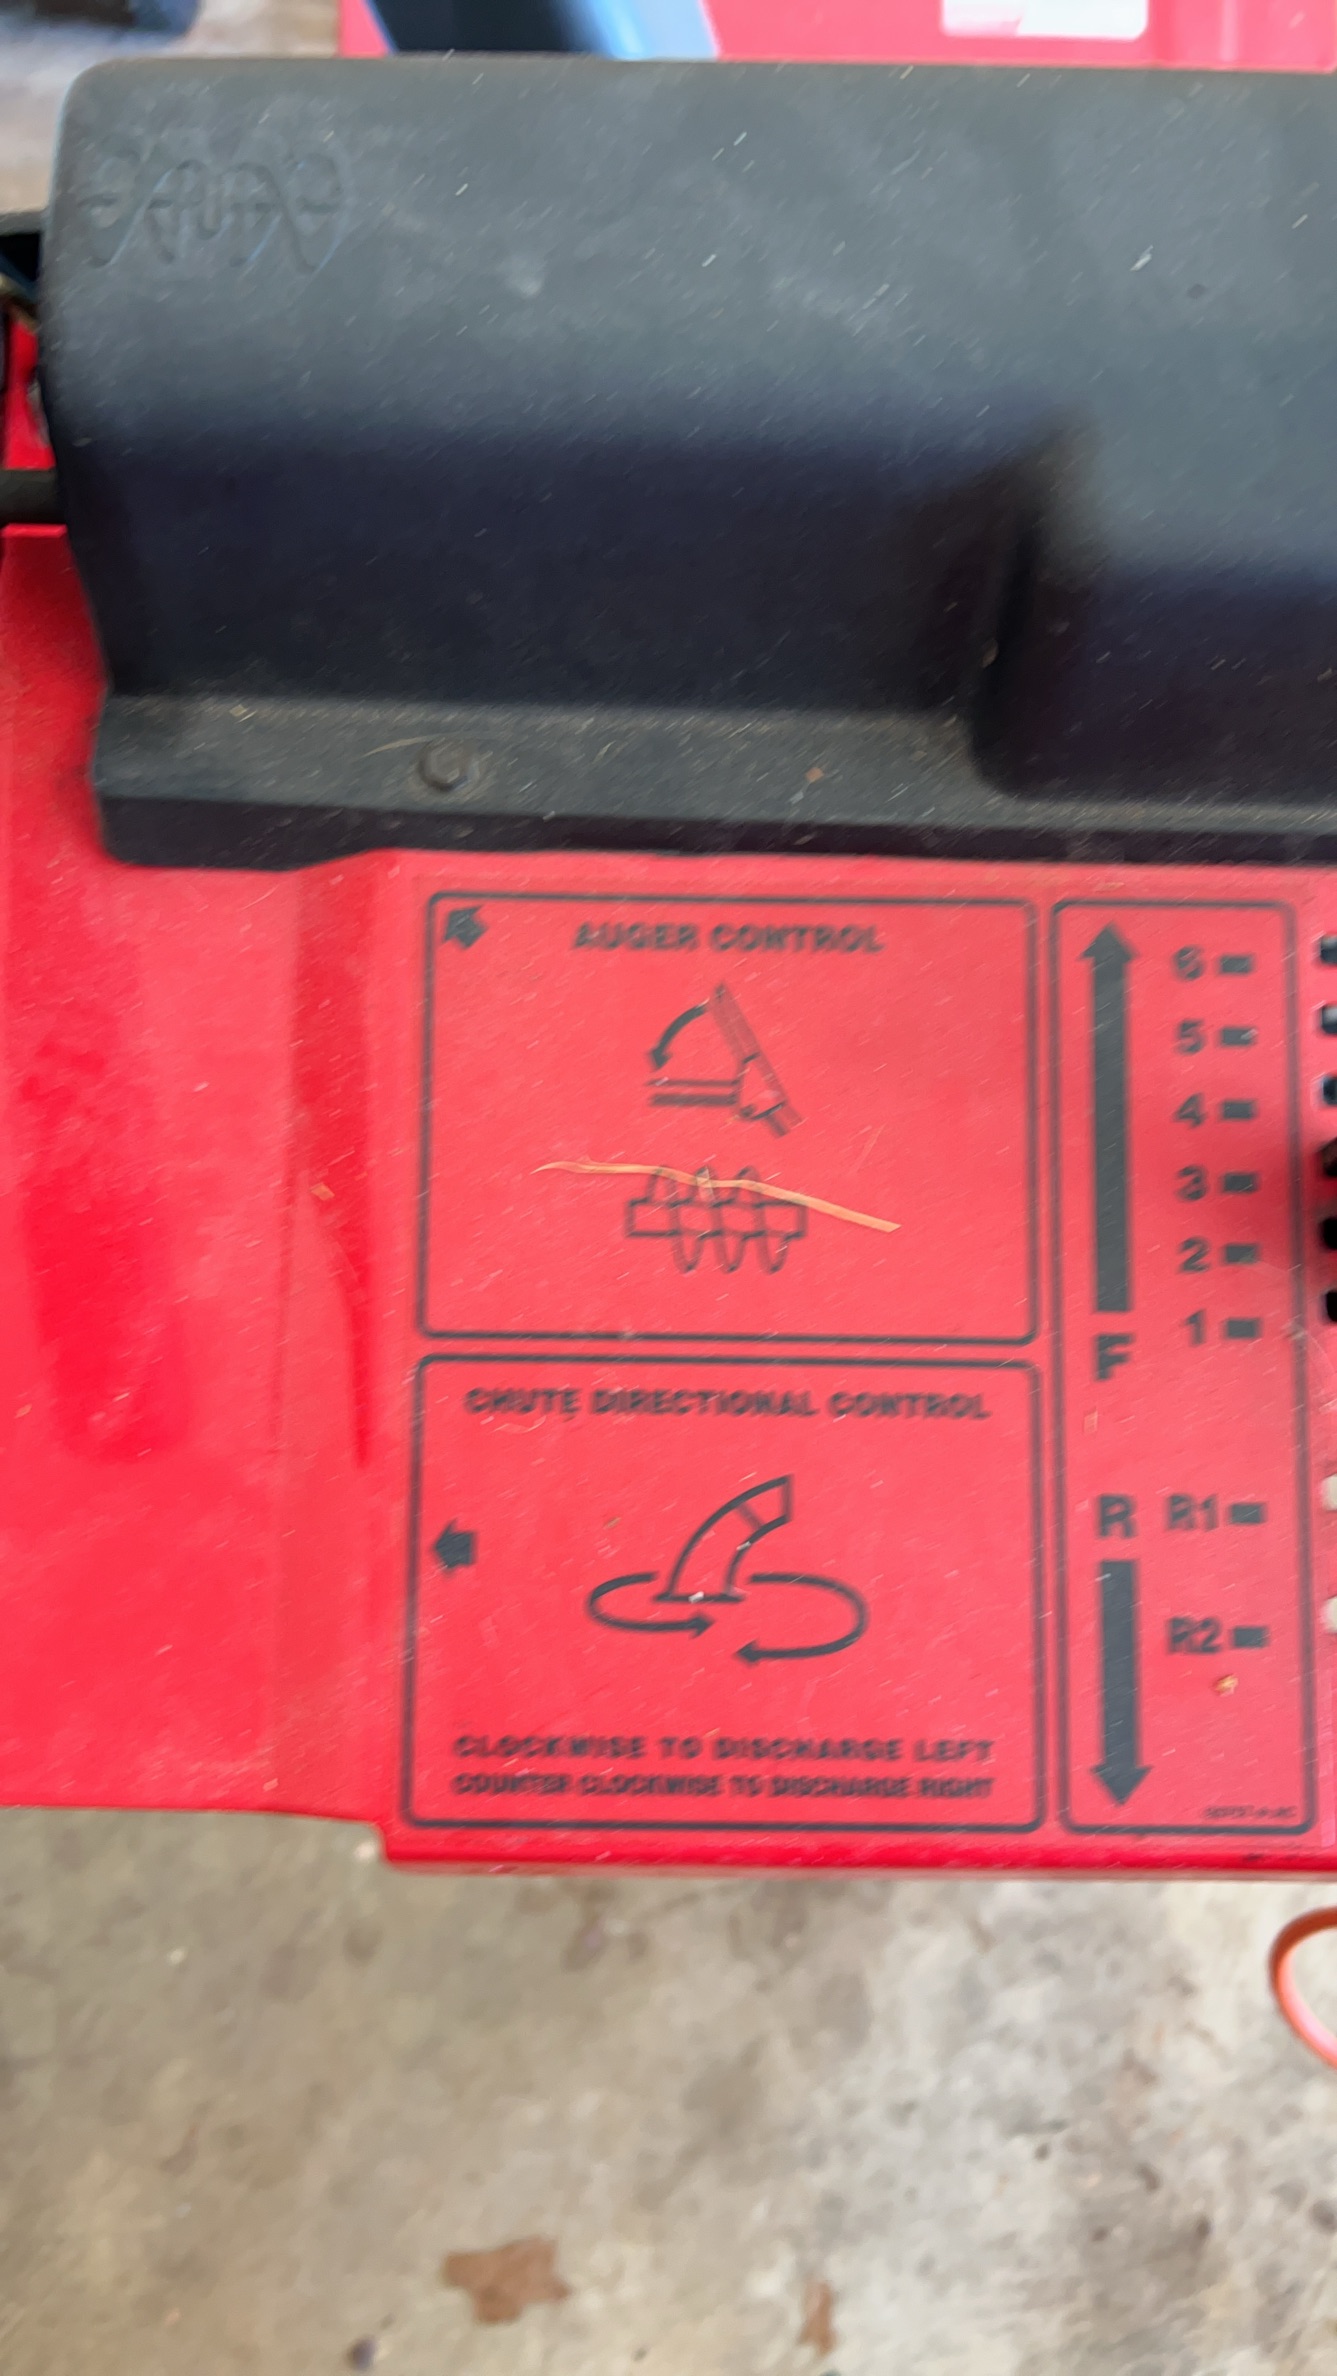 AUGER CONTROL
6
5
4
3
2
1
F
CHUTE DIRECTIONAL CONTROL
R R1
R2
CLOCKWISE TO DISCHARGE LEFT
COUNTER CLOCKWISE TO DISCHARGE RIGHT